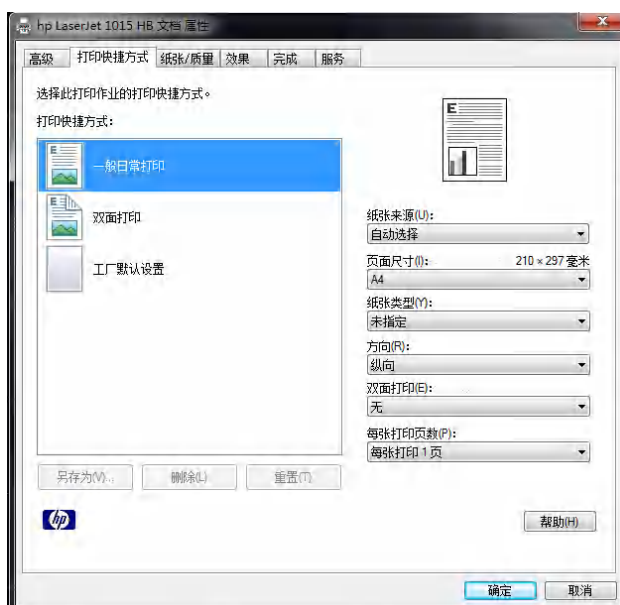 hp LaserJet 1015 HB 文档 属性
高级 打印快捷方式 纸张/质量 效果 完成 服务
选择此打印作业的打印快捷方式。
打印快捷方式：
E
一般日常打印
E
双面打印
工厂默认设置
E
纸张来源(U)：
自动选择
页面尺寸(I)： 210 × 297 毫米
A4
纸张类型(Y)：
未指定
方向(R)：
纵向
双面打印(E)：
无
每张打印页数(P)：
每张打印 1 页
另存为(V)... 删除(L) 重置(T)
hp
帮助(H)
确定 取消